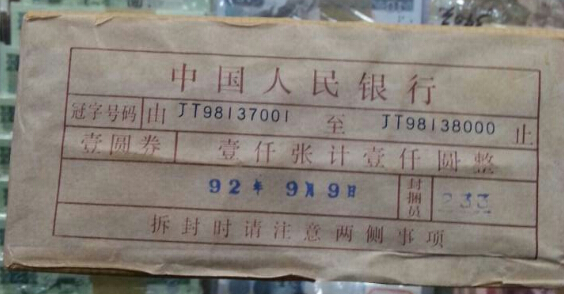 中国人民银行
冠字号码 由 JT98137001 至 JT98138000 止
壹圆券 壹仟张计壹仟圆整
92年9月9日 封捆员 233
拆封时请注意两侧事项